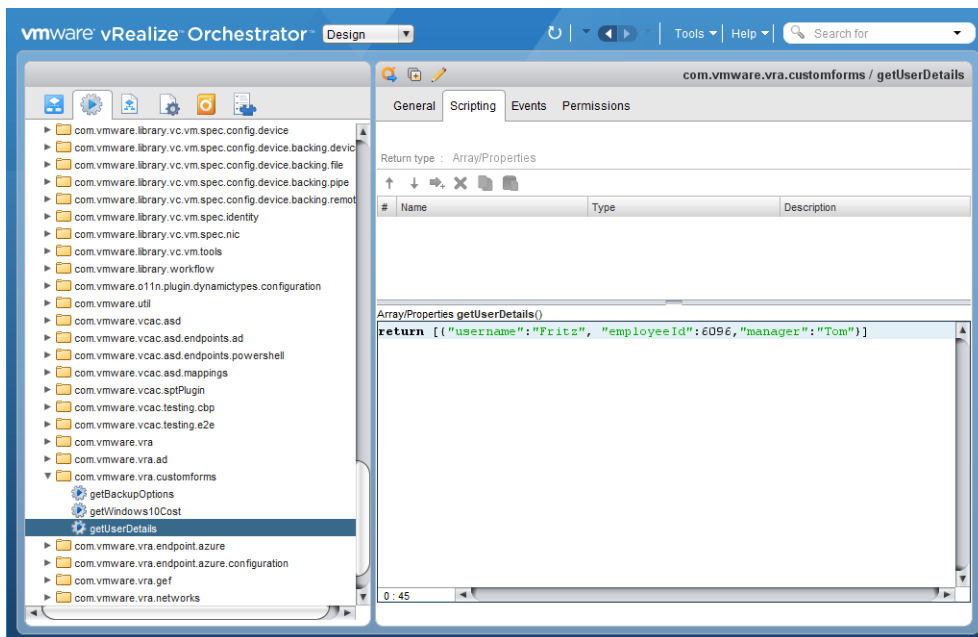 vmware vRealize Orchestrator Design Tools Help Search for
com.vmware.vra.customforms / getUserDetails
General Scripting Events Permissions
Return type : Array/Properties
# Name Type Description
Array/Properties getUserDetails()
return [{"username":"Fritz", "employeeId":6096,"manager":"Tom"}]
0 : 45
com.vmware.library.vc.vm.spec.config.device
com.vmware.library.vc.vm.spec.config.device.backing.devic
com.vmware.library.vc.vm.spec.config.device.backing.file
com.vmware.library.vc.vm.spec.config.device.backing.pipe
com.vmware.library.vc.vm.spec.config.device.backing.remot
com.vmware.library.vc.vm.spec.identity
com.vmware.library.vc.vm.spec.nic
com.vmware.library.vc.vm.tools
com.vmware.library.workflow
com.vmware.o11n.plugin.dynamictypes.configuration
com.vmware.util
com.vmware.vcac.asd
com.vmware.vcac.asd.endpoints.ad
com.vmware.vcac.asd.endpoints.powershell
com.vmware.vcac.asd.mappings
com.vmware.vcac.sptPlugin
com.vmware.vcac.testing.cbp
com.vmware.vcac.testing.e2e
com.vmware.vra
com.vmware.vra.ad
com.vmware.vra.customforms
getBackupOptions
getWindows10Cost
getUserDetails
com.vmware.vra.endpoint.azure
com.vmware.vra.endpoint.azure.configuration
com.vmware.vra.gef
com.vmware.vra.networks